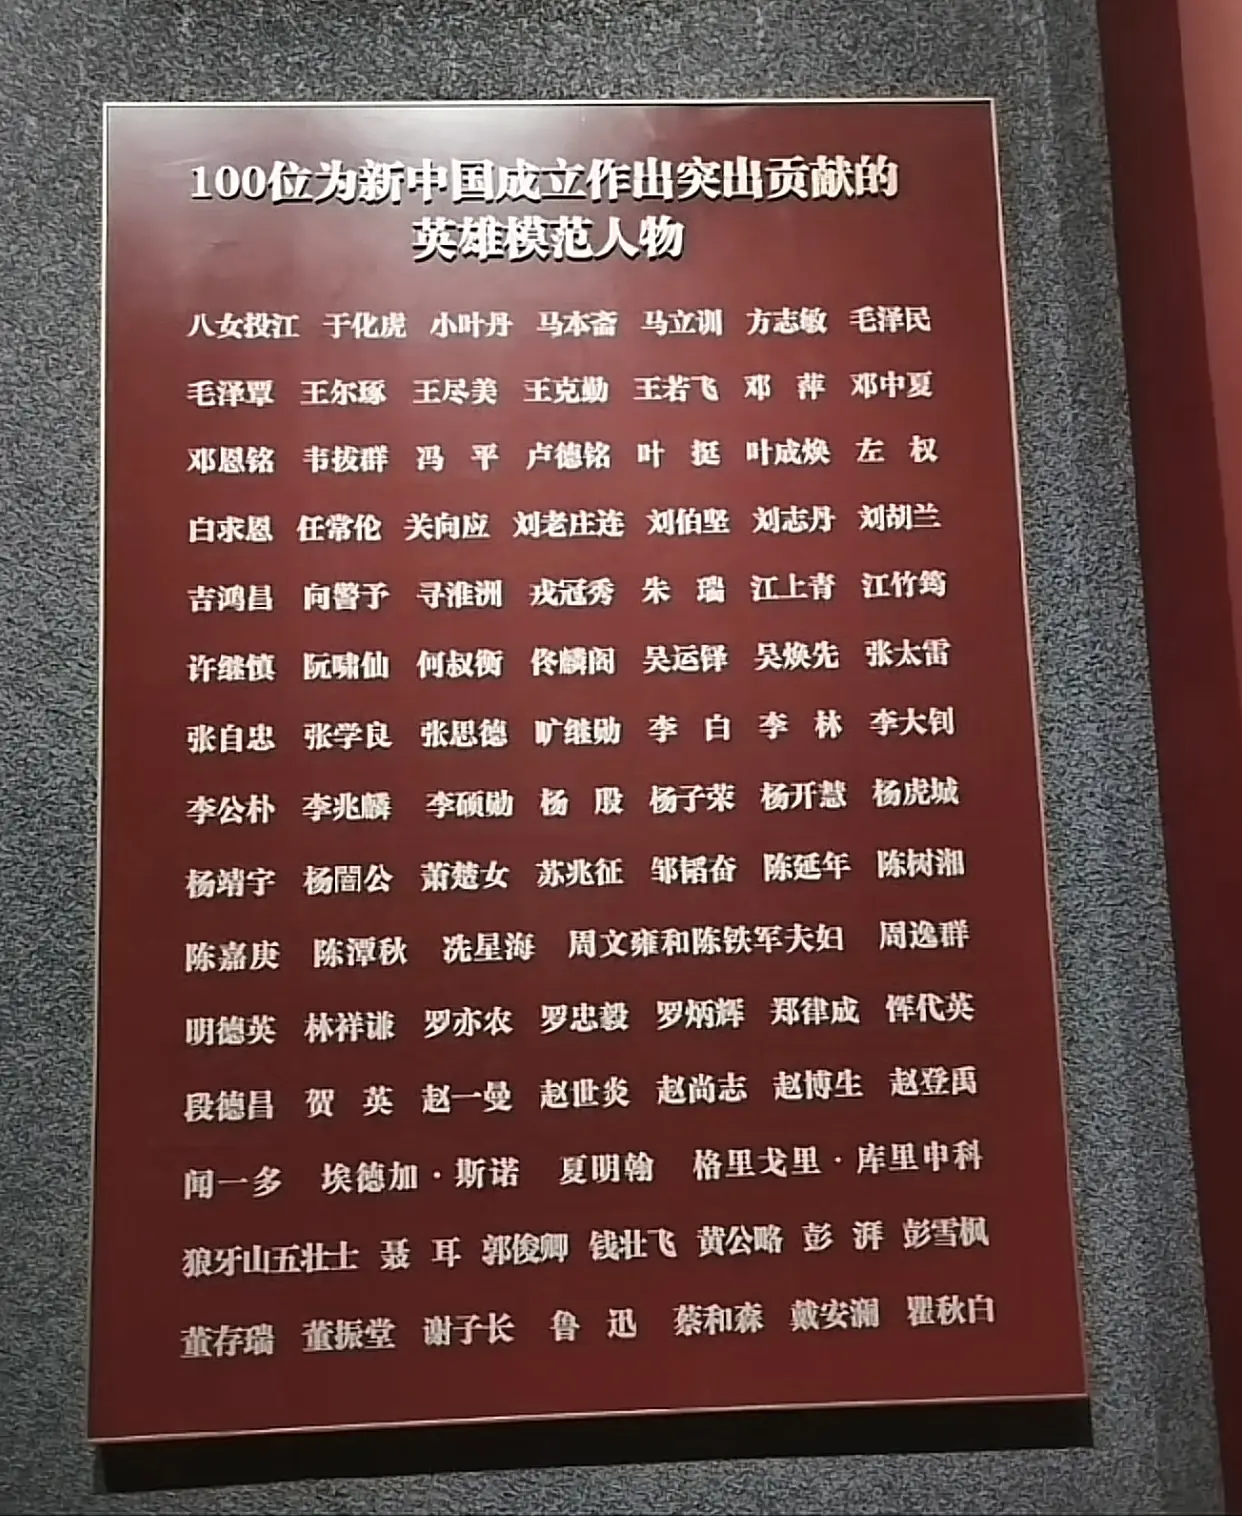 100位为新中国成立作出突出贡献的
英雄模范人物
八女投江 于化虎 小叶丹 马本斋 马立训 方志敏 毛泽民
毛泽覃 王尔琢 王尽美 王克勤 王若飞 邓 萍 邓中夏
邓恩铭 韦拔群 冯 平 卢德铭 叶 挺 叶成焕 左 权
白求恩 任常伦 关向应 刘老庄连 刘伯坚 刘志丹 刘胡兰
吉鸿昌 向警予 寻淮洲 戎冠秀 朱 瑞 江上青 江竹筠
许继慎 阮啸仙 何叔衡 佟麟阁 吴运铎 吴焕先 张太雷
张自忠 张学良 张思德 旷继勋 李 白 李 林 李大钊
李公朴 李兆麟 李硕勋 杨 殷 杨子荣 杨开慧 杨虎城
杨靖宇 杨闇公 萧楚女 苏兆征 邹韬奋 陈延年 陈树湘
陈嘉庚 陈潭秋 冼星海 周文雍和陈铁军夫妇 周逸群
明德英 林祥谦 罗亦农 罗忠毅 罗炳辉 郑律成 恽代英
段德昌 贺 英 赵一曼 赵世炎 赵尚志 赵博生 赵登禹
闻一多 埃德加·斯诺 夏明翰 格里戈里·库里申科
狼牙山五壮士 聂 耳 郭俊卿 钱壮飞 黄公略 彭 湃 彭雪枫
董存瑞 董振堂 谢子长 鲁 迅 蔡和森 戴安澜 瞿秋白